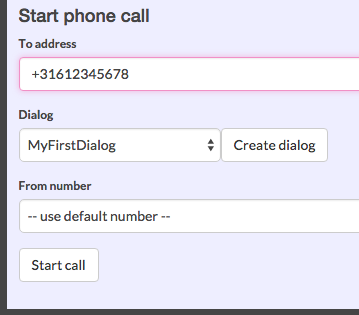 Start phone call
To address
+31612345678
Dialog
MyFirstDialog
Create dialog
From number
-- use default number --
Start call